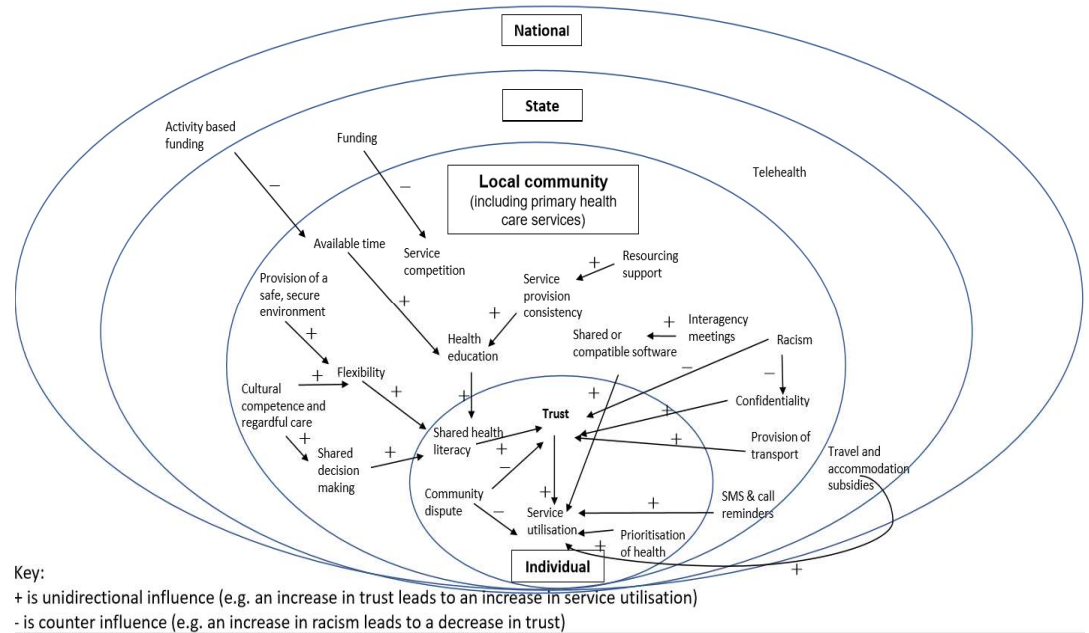 National
State
Activity based
funding
Funding
Telehealth
Local community
(including primary health
care services)
−
−
Available time
Service
competition
Resourcing
support
+
Provision of a
safe, secure
environment
Service
provision
consistency
+
+
Interagency
meetings
+
Shared or
compatible software
Racism
Health
education
+
Flexibility
+
−
−
Cultural
competence and
regardful care
+
+
+
Confidentiality
Trust
+
Shared health
literacy
+
+
Provision of
transport
+
Shared
decision
making
+
−
Travel and
accommodation
subsidies
Community
dispute
−
+
Service
utilisation
+
SMS & call
reminders
Prioritisation
of health
+
Individual
+
Key:
+ is unidirectional influence (e.g. an increase in trust leads to an increase in service utilisation)
- is counter influence (e.g. an increase in racism leads to a decrease in trust)